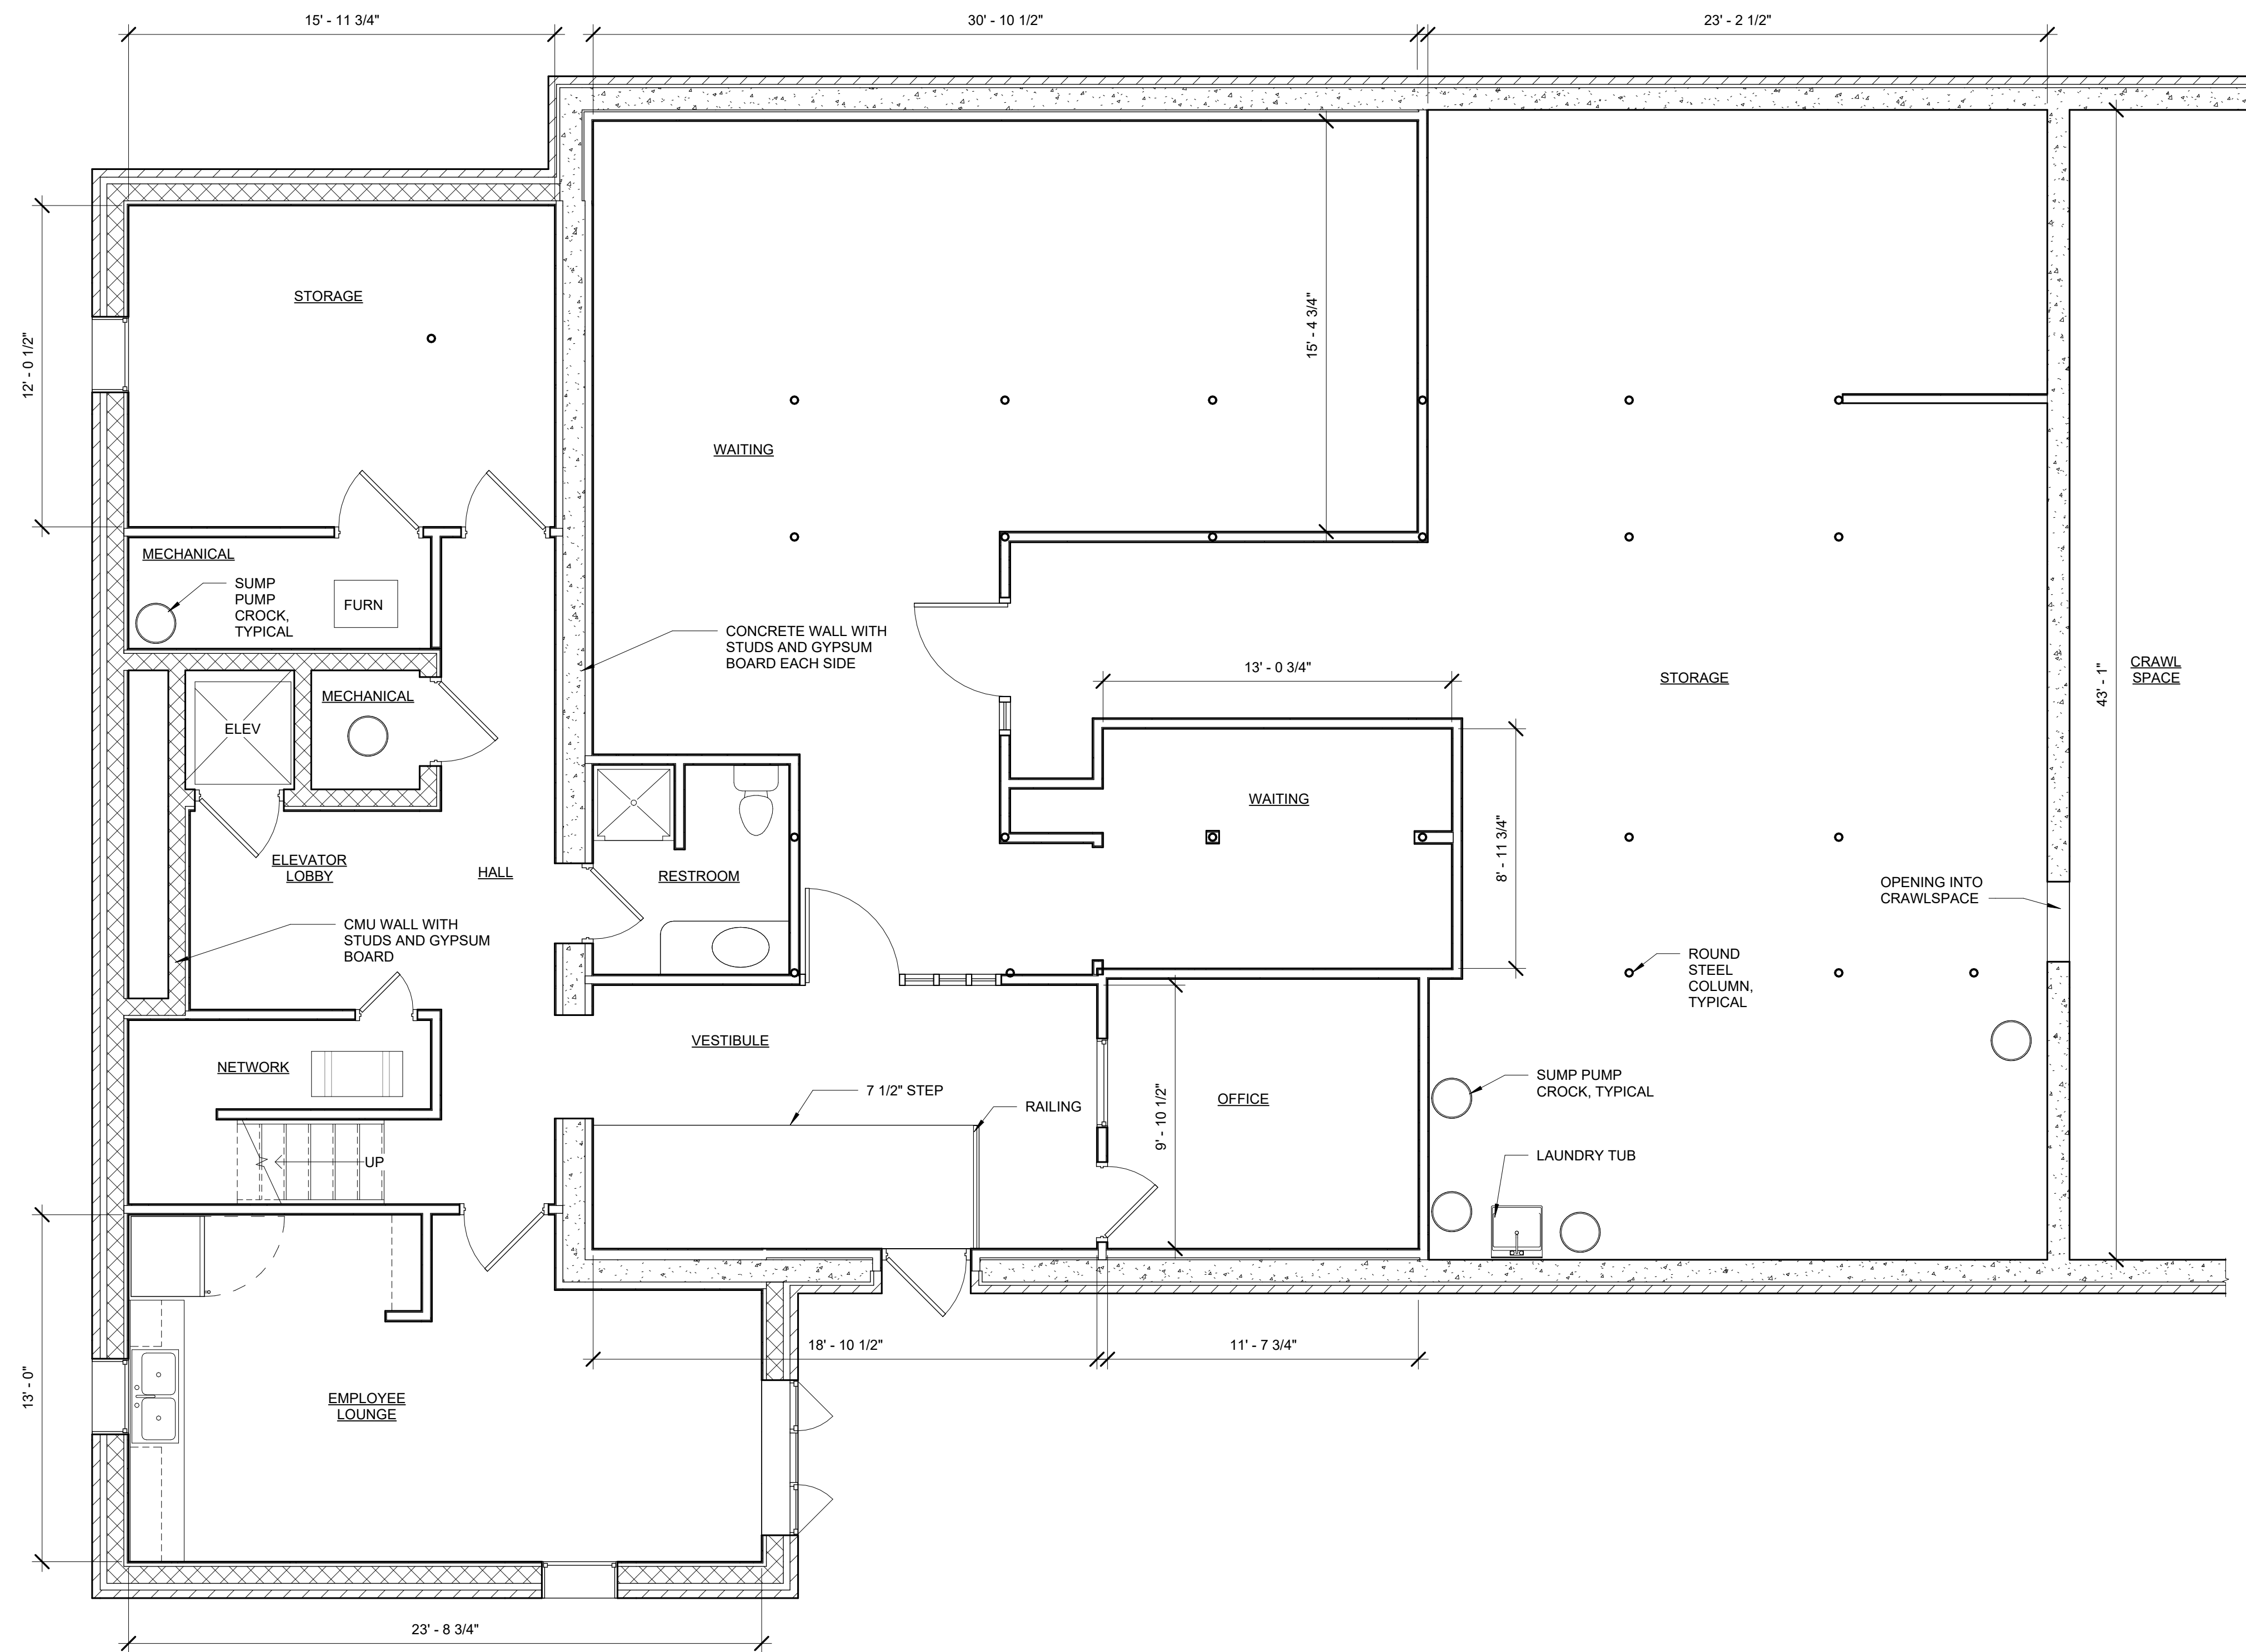 15' - 11 3/4"
30' - 10 1/2"
23' - 2 1/2"
STORAGE
12' - 0 1/2"
15' - 4 3/4"
WAITING
MECHANICAL
SUMP
PUMP
CROCK,
TYPICAL
FURN
CONCRETE WALL WITH
STUDS AND GYPSUM
BOARD EACH SIDE
13' - 0 3/4"
STORAGE
43' - 1"
CRAWL
SPACE
MECHANICAL
ELEV
WAITING
8' - 11 3/4"
ELEVATOR
LOBBY
HALL
RESTROOM
OPENING INTO
CRAWLSPACE
CMU WALL WITH
STUDS AND GYPSUM
BOARD
ROUND
STEEL
COLUMN,
TYPICAL
VESTIBULE
NETWORK
7 1/2" STEP
RAILING
9' - 10 1/2"
OFFICE
SUMP PUMP
CROCK, TYPICAL
UP
LAUNDRY TUB
18' - 10 1/2"
11' - 7 3/4"
13' - 0"
EMPLOYEE
LOUNGE
23' - 8 3/4"